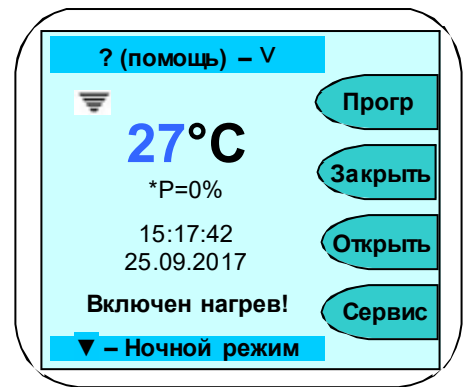 ? (помощь) – V
Прогр
27°C
Закрыть
*P=0%
15:17:42
Открыть
25.09.2017
Включен нагрев!
Сервис
▼ – Ночной режим